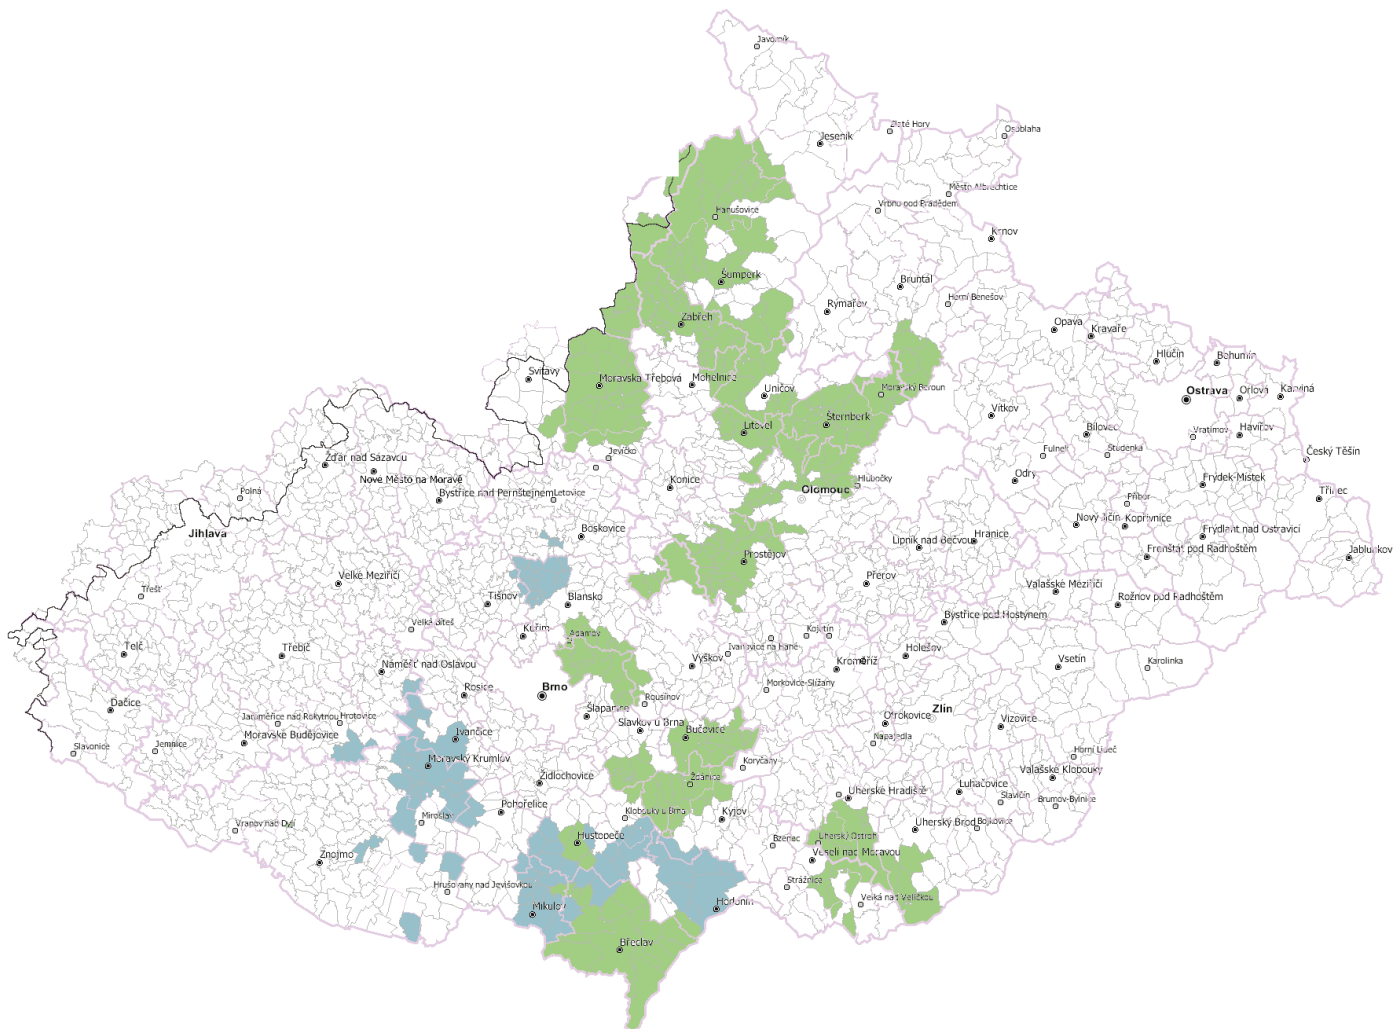 Javorník
Zlaté Hory
Osoblaha
Jeseník
Město Albrechtice
Vrbno pod Pradědem
Hanušovice
Krnov
Šumperk
Bruntál
Horní Benešov
Rymařov
Zábřeh
Opava
Kravaře
Hlučín
Bohumín
Svitavy
Moravská Třebová
Mohelnice
Uničov
Moravský Beroun
Ostrava
Orlová
Karviná
Šternberk
Vítkov
Litovel
Bílovec
Vratimov
Havířov
Jevíčko
Fulnek
Studénka
Český Těšín
Žďár nad Sázavou
Nové Město na Moravě
Konice
Olomouc
Hlubočky
Odry
Frýdek-Místek
Polná
Bystřice nad Pernštejnem
Letovice
Příbor
Třinec
Jihlava
Boskovice
Nový Jičín
Kopřivnice
Frýdlant nad Ostravicí
Lipník nad Bečvou
Hranice
Frenštát pod Radhoštěm
Jablunkov
Prostějov
Velké Meziříčí
Přerov
Valašské Meziříčí
Třešť
Tišnov
Blansko
Rožnov pod Radhoštěm
Bystřice pod Hostýnem
Velká Bíteš
Kuřim
Adamov
Kojetín
Telč
Třebíč
Ivanovice na Hané
Holešov
Náměšť nad Oslavou
Vyškov
Kroměříž
Vsetín
Karolinka
Rosice
Brno
Morkovice-Slížany
Dačice
Rousínov
Jaroměřice nad Rokytnou
Hrotovice
Šlapanice
Slavkov u Brna
Otrokovice
Zlín
Vizovice
Slavonice
Jemnice
Moravské Budějovice
Ivančice
Bučovice
Napajedla
Horní Lideč
Moravský Krumlov
Židlochovice
Koryčany
Valašské Klobouky
Ždánice
Luhačovice
Uherské Hradiště
Slavičín
Brumov-Bylnice
Pohořelice
Klobouky u Brna
Kyjov
Miroslav
Vranov nad Dyjí
Uherský Brod
Bojkovice
Hustopeče
Bzenec
Uherský Ostroh
Znojmo
Veselí nad Moravou
Strážnice
Hrušovany nad Jevišovkou
Velká nad Veličkou
Mikulov
Hodonín
Břeclav